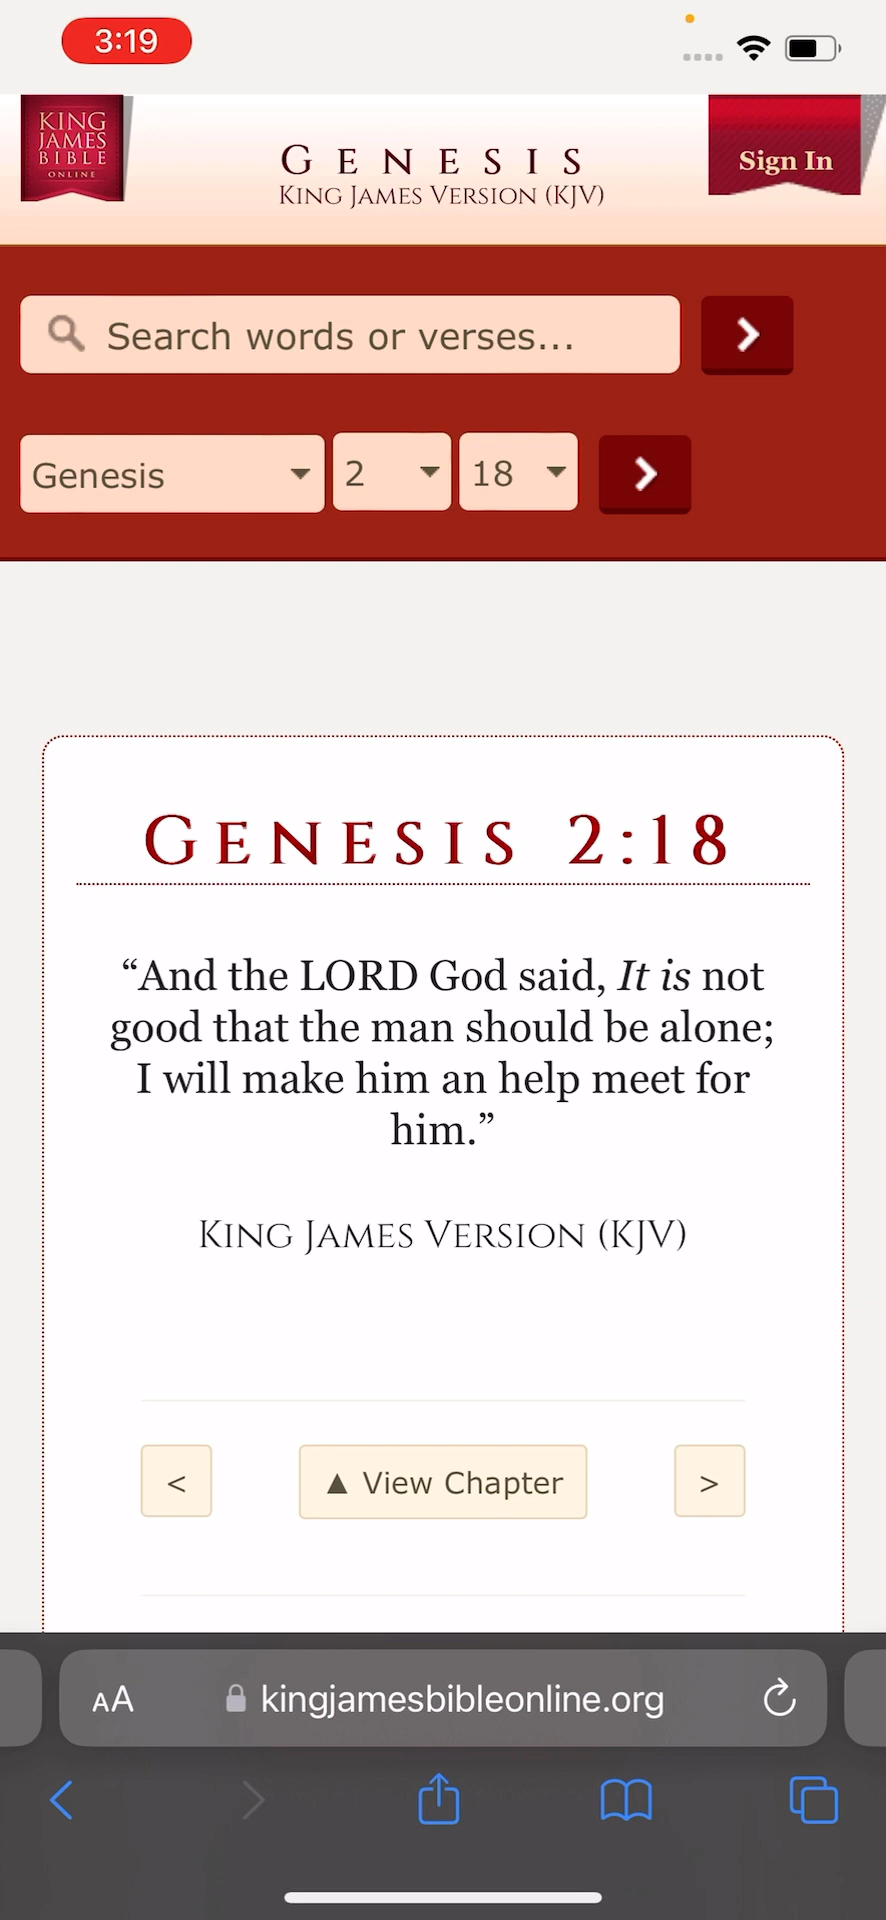 3:19
KING
JAMES
BIBLE
ONLINE
GENESIS
KING JAMES VERSION (KJV)
Sign In
Search words or verses...
Genesis 2 18
GENESIS 2:18
“And the LORD God said, It is not
good that the man should be alone;
I will make him an help meet for
him.”
KING JAMES VERSION (KJV)
< ▲ View Chapter >
AA kingjamesbibleonline.org